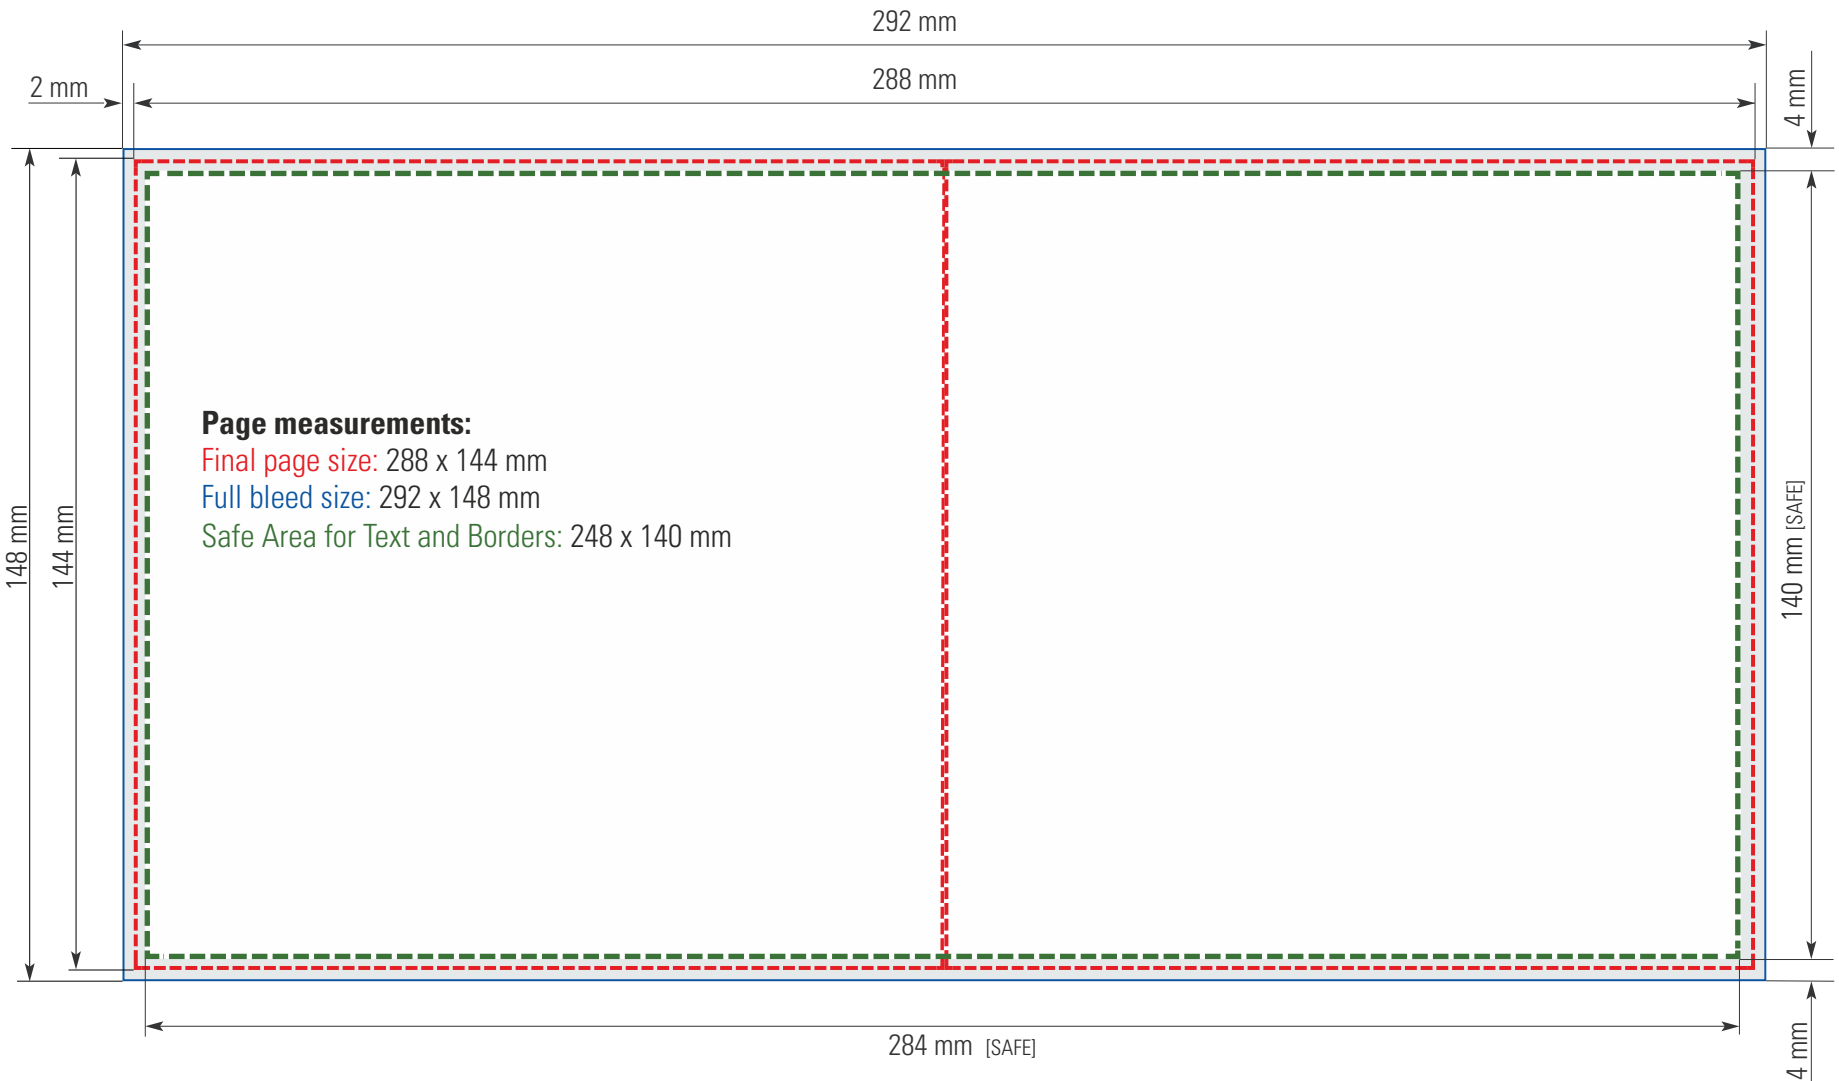 292 mm
2 mm
288 mm
4 mm
Page measurements:
Final page size: 288 x 144 mm
Full bleed size: 292 x 148 mm
Safe Area for Text and Borders: 248 x 140 mm
148 mm
144 mm
140 mm [SAFE]
284 mm [SAFE]
4 mm